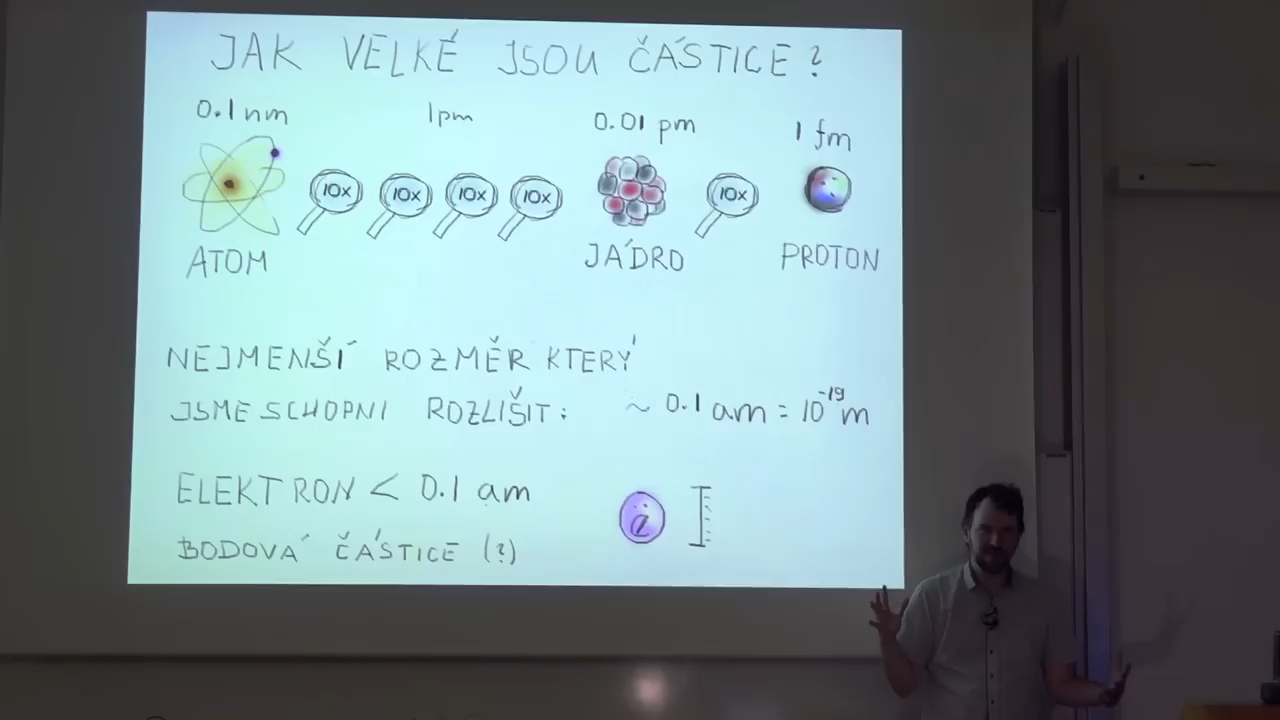 JAK VELKÉ JSOU ČÁSTICE?
0.1 nm 1pm 0.01 pm 1 fm
10x 10x 10x 10x 10x
ATOM JÁDRO PROTON
NEJMENŠÍ ROZMĚR KTERÝ
JSME SCHOPNI ROZLIŠIT: ~ 0.1 am = 10⁻¹⁹m
ELEKTRON < 0.1 am
BODOVÁ ČÁSTICE (?)